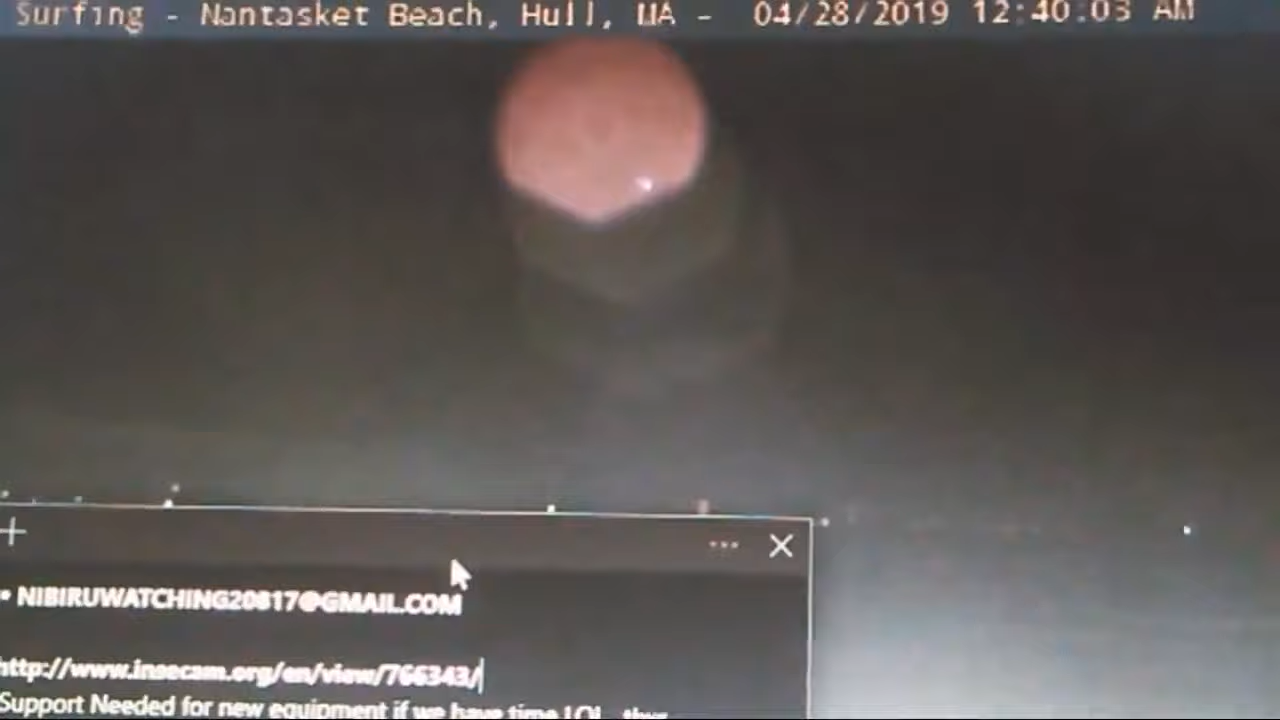 Surfing - Nantasket Beach, Hull, MA - 04/28/2019 12:40:03 AM
• NIBIRUWATCHING20817@GMAIL.COM
http://www.insecam.org/en/view/766343/
Support Needed for new equipment if we have time LOL